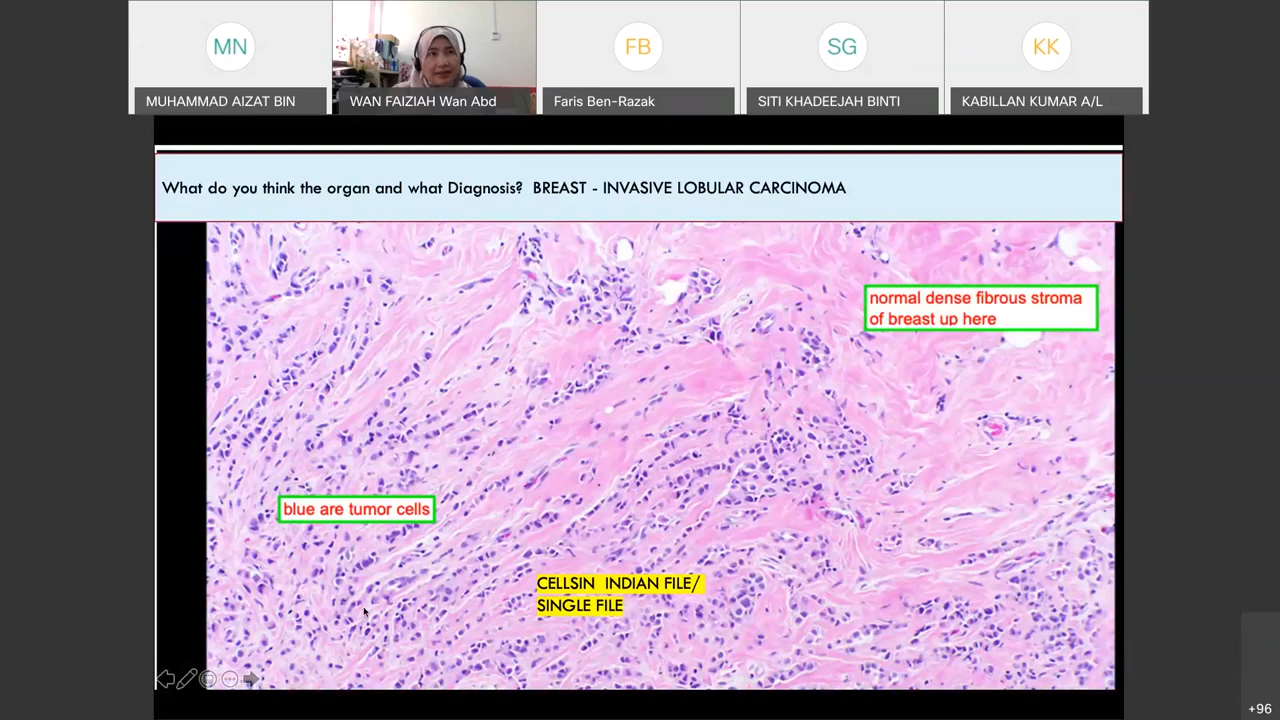 MN
FB
SG
KK
MUHAMMAD AIZAT BIN
WAN FAIZIAH Wan Abd
Faris Ben-Razak
SITI KHADEEJAH BINTI
KABILLAN KUMAR A/L
What do you think the organ and what Diagnosis? BREAST - INVASIVE LOBULAR CARCINOMA
normal dense fibrous stroma
of breast up here
blue are tumor cells
CELLSIN INDIAN FILE/
SINGLE FILE
+96